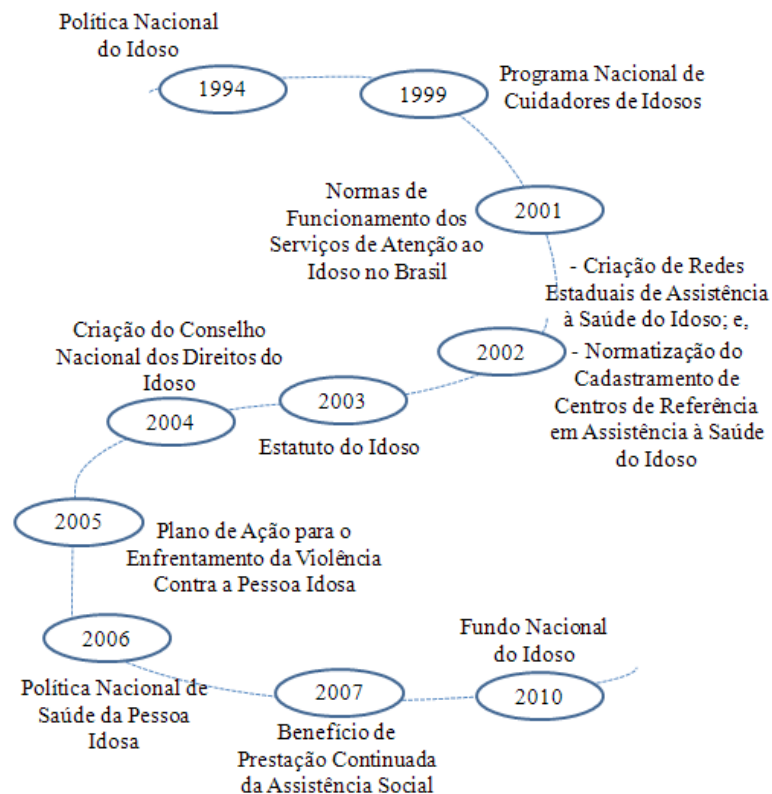 Política Nacional
do Idoso
1994
1999
Programa Nacional de
Cuidadores de Idosos
Normas de
Funcionamento dos
Serviços de Atenção ao
Idoso no Brasil
2001
- Criação de Redes
Estaduais de Assistência
à Saúde do Idoso; e,
- Normatização do
Cadastramento de
Centros de Referência
em Assistência à Saúde
do Idoso
2002
2003
Estatuto do Idoso
Criação do Conselho
Nacional dos Direitos do
Idoso
2004
2005
Plano de Ação para o
Enfrentamento da Violência
Contra a Pessoa Idosa
2006
Política Nacional de
Saúde da Pessoa
Idosa
2007
Benefício de
Prestação Continuada
da Assistência Social
Fundo Nacional
do Idoso
2010